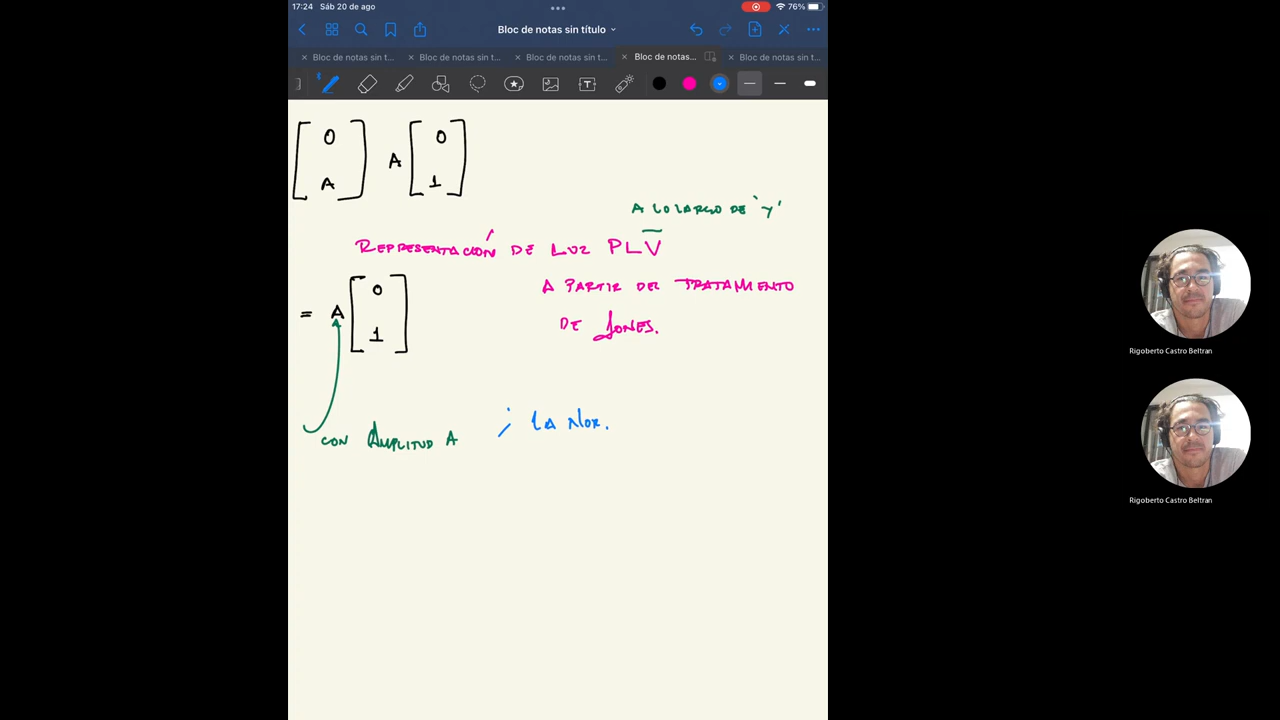 17:24 Sáb 20 de ago 76%
Bloc de notas sin título
Bloc de notas sin t... Bloc de notas sin t... Bloc de notas sin t... Bloc de notas... Bloc de notas sin t...
0 0
A A 1
A LO LARGO DE "Y"
REPRESENTACIÓN DE LUZ PLV
A PARTIR DEL TRATAMIENTO
0
= A
1
DE JONES.
; LA NOR.
CON AMPLITUD A
Rigoberto Castro Beltran
Rigoberto Castro Beltran